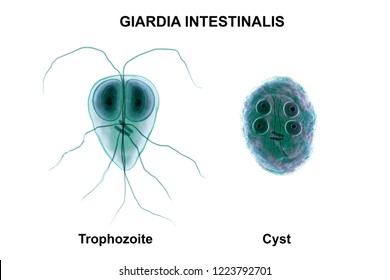 GIARDIA INTESTINALIS
Trophozoite Cyst
shutterstock.com · 1223792701